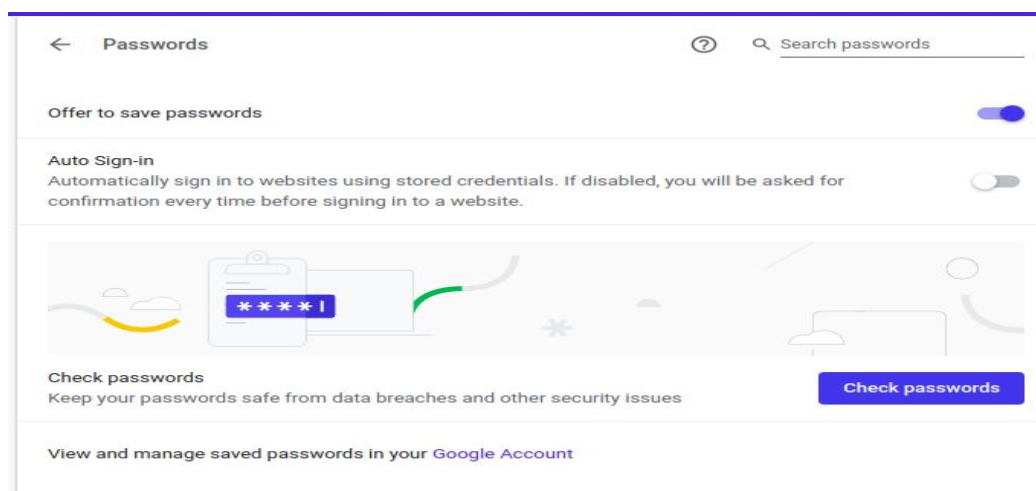 Passwords
Search passwords
Offer to save passwords
Auto Sign-in
Automatically sign in to websites using stored credentials. If disabled, you will be asked for
confirmation every time before signing in to a website.
****|
Check passwords
Keep your passwords safe from data breaches and other security issues
Check passwords
View and manage saved passwords in your Google Account